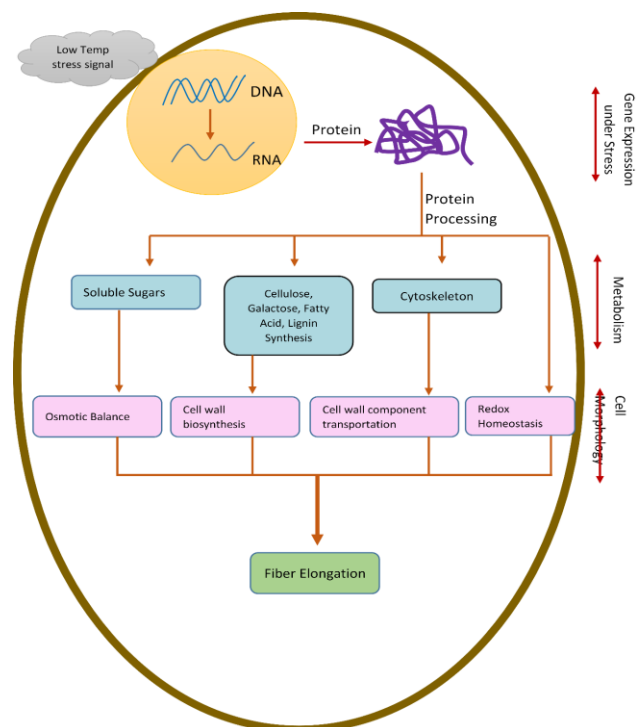 Low Temp
stress signal
DNA
RNA
Protein
Gene Expression
under Stress
Protein
Processing
Soluble Sugars
Cellulose,
Galactose, Fatty
Acid, Lignin
Synthesis
Cytoskeleton
Metabolism
Osmotic Balance
Cell wall
biosynthesis
Cell wall component
transportation
Redox
Homeostasis
Cell
Morphology
Fiber Elongation